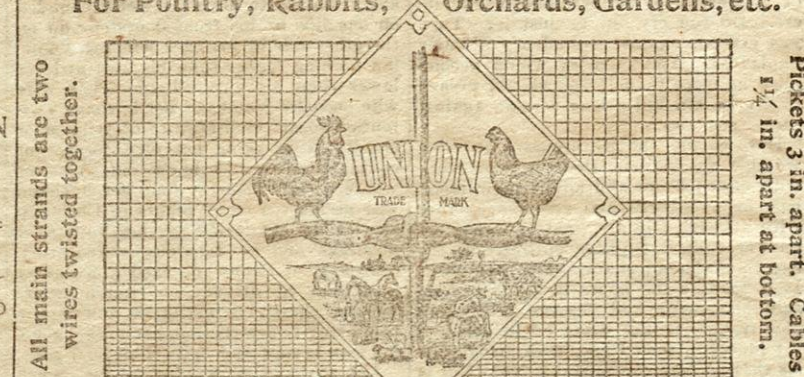 For Poultry, Rabbits, Orchards, Gardens, etc.
All main strands are two
wires twisted together.
UNION
TRADE MARK
Pickets 3 in. apart. Cables
1¼ in. apart at bottom.